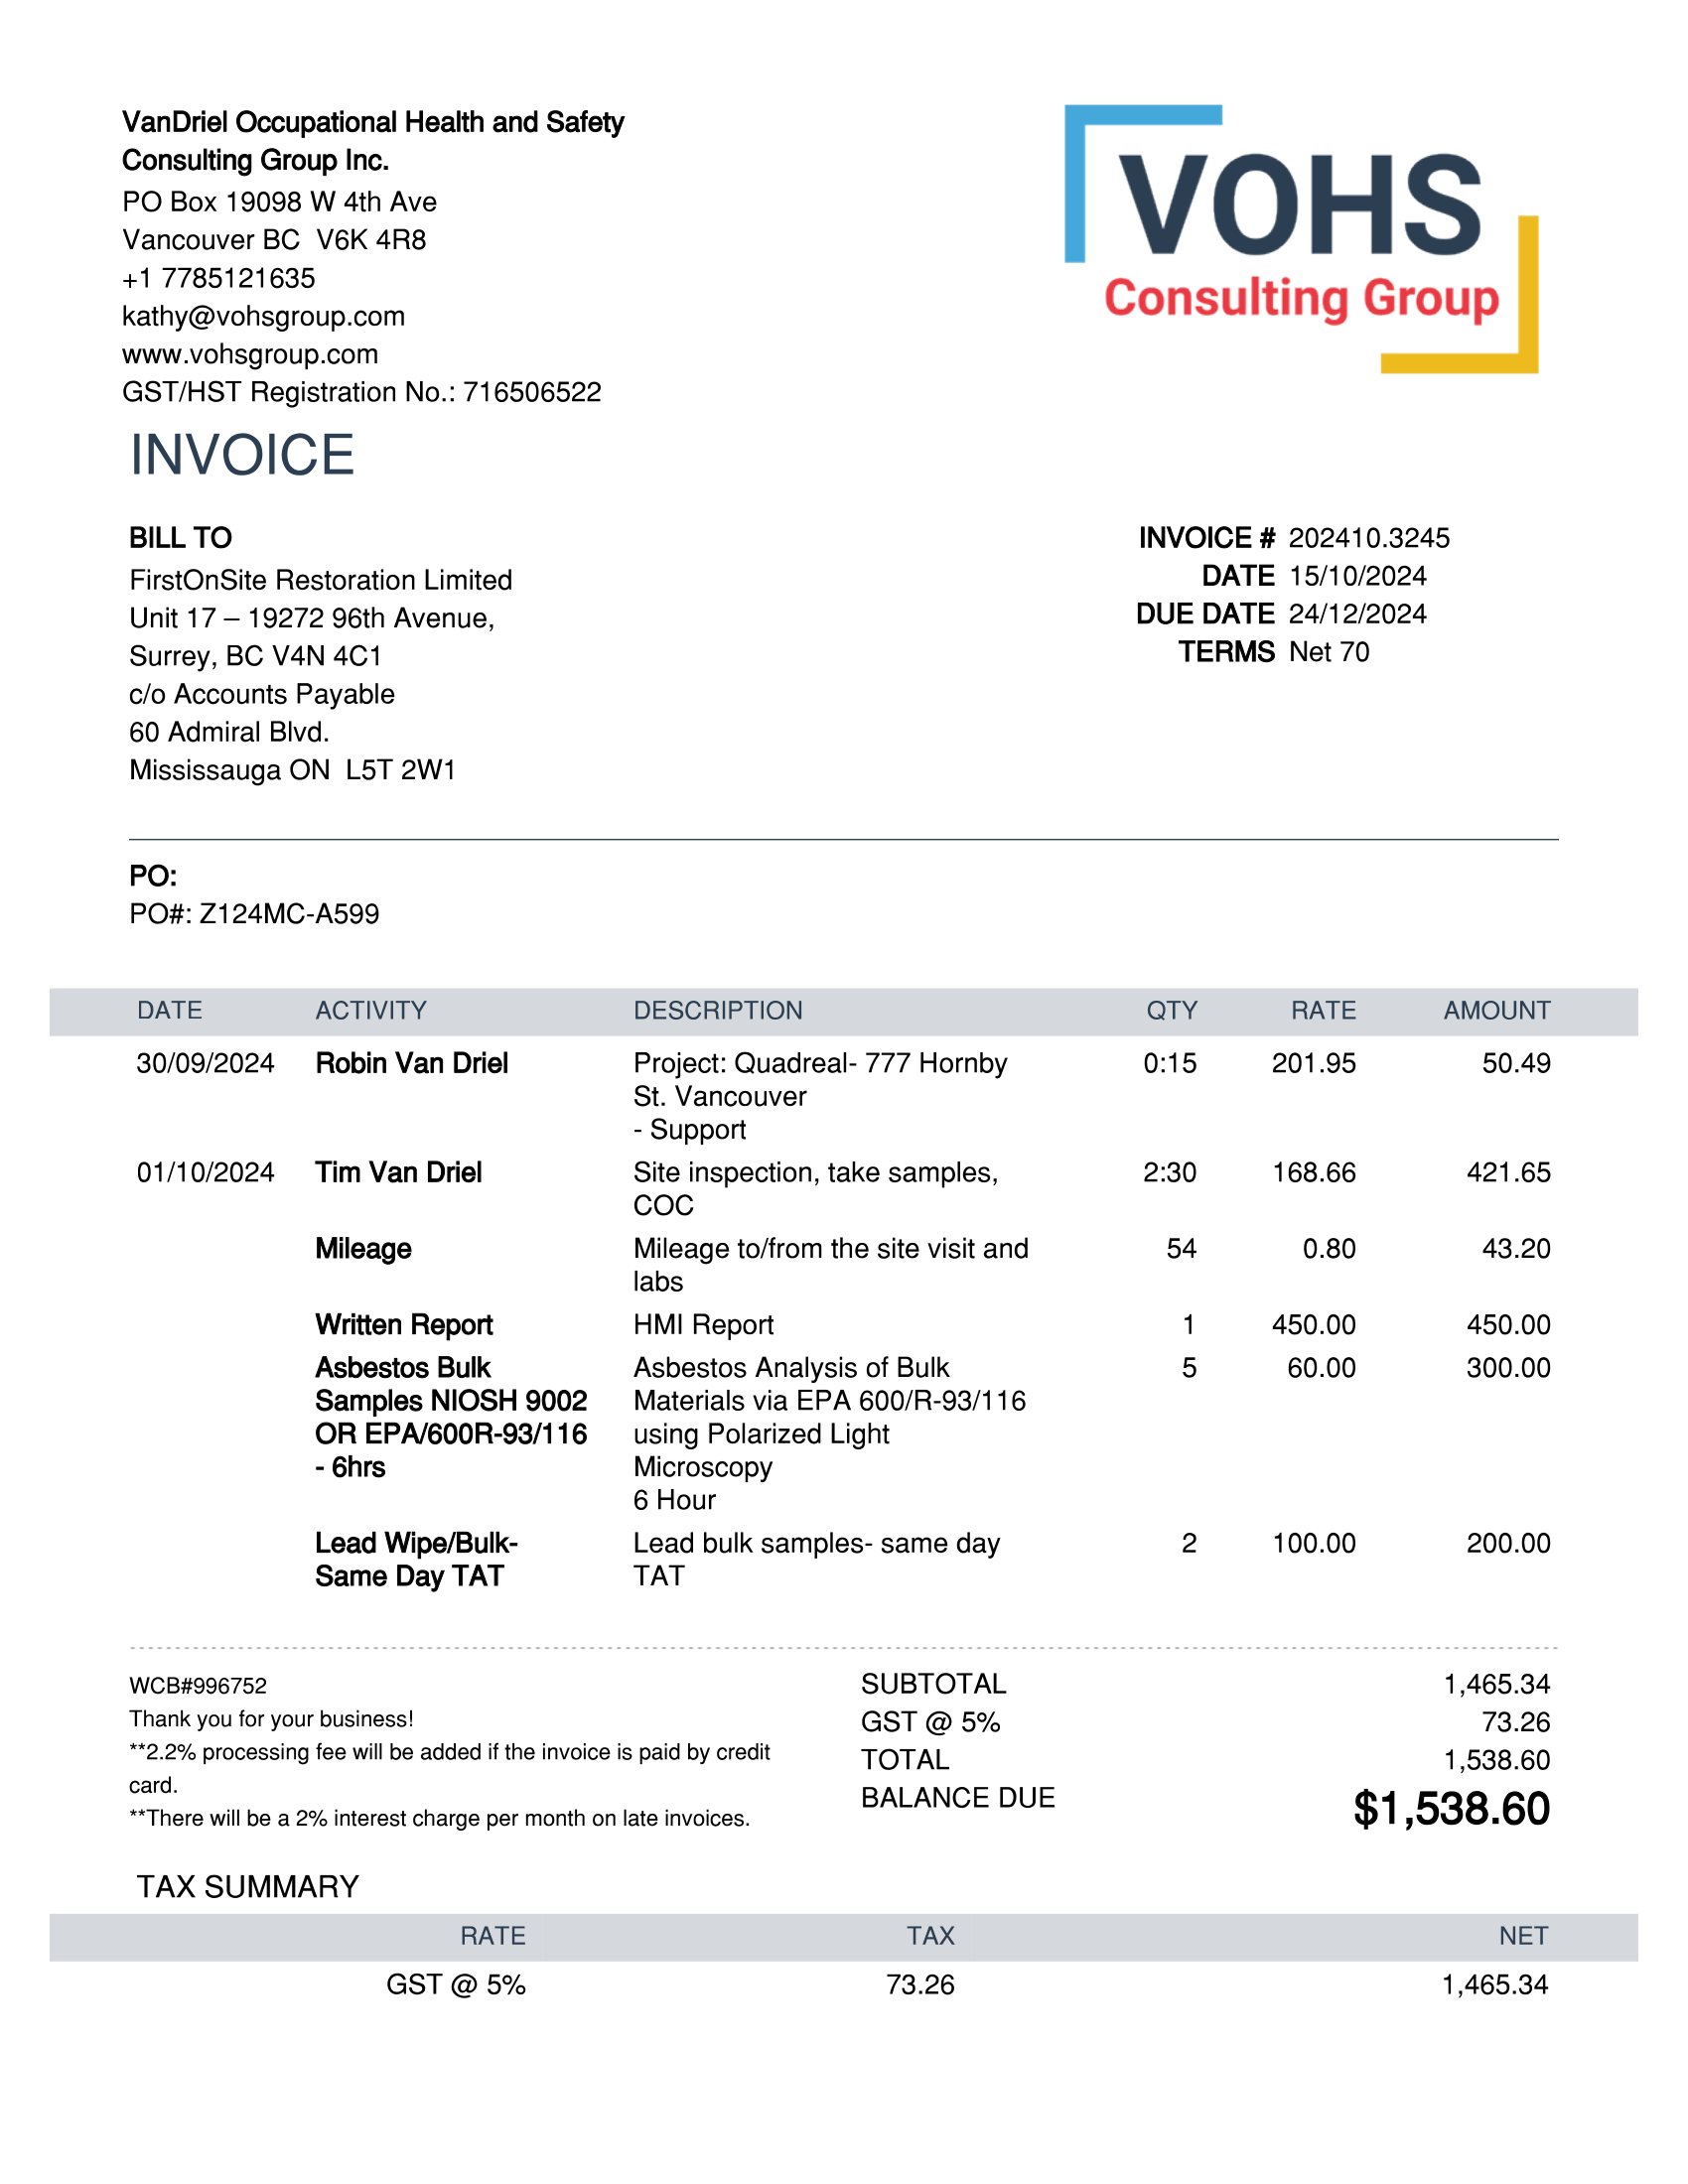 VanDriel Occupational Health and Safety
Consulting Group Inc.
PO Box 19098 W 4th Ave
Vancouver BC  V6K 4R8
+1 7785121635
kathy@vohsgroup.com
www.vohsgroup.com
GST/HST Registration No.: 716506522
VOHS
Consulting Group
INVOICE
BILL TO
FirstOnSite Restoration Limited
Unit 17 – 19272 96th Avenue,
Surrey, BC V4N 4C1
c/o Accounts Payable
60 Admiral Blvd.
Mississauga ON  L5T 2W1
INVOICE # 202410.3245
DATE 15/10/2024
DUE DATE 24/12/2024
TERMS Net 70
PO:
PO#: Z124MC-A599
DATE ACTIVITY DESCRIPTION QTY RATE AMOUNT
30/09/2024 Robin Van Driel Project: Quadreal- 777 Hornby 0:15 201.95 50.49
St. Vancouver
- Support
01/10/2024 Tim Van Driel Site inspection, take samples, 2:30 168.66 421.65
COC
Mileage Mileage to/from the site visit and 54 0.80 43.20
labs
Written Report HMI Report 1 450.00 450.00
Asbestos Bulk Asbestos Analysis of Bulk 5 60.00 300.00
Samples NIOSH 9002 Materials via EPA 600/R-93/116
OR EPA/600R-93/116 using Polarized Light
- 6hrs Microscopy
6 Hour
Lead Wipe/Bulk- Lead bulk samples- same day 2 100.00 200.00
Same Day TAT TAT
WCB#996752
Thank you for your business!
**2.2% processing fee will be added if the invoice is paid by credit
card.
**There will be a 2% interest charge per month on late invoices.
SUBTOTAL 1,465.34
GST @ 5% 73.26
TOTAL 1,538.60
BALANCE DUE $1,538.60
TAX SUMMARY
RATE TAX NET
GST @ 5% 73.26 1,465.34